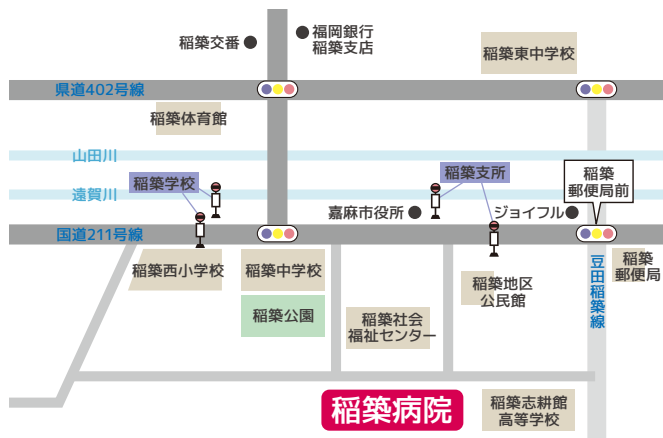 稲築交番
福岡銀行
稲築支店
稲築東中学校
県道402号線
稲築体育館
山田川
稲築学校
稲築支所
稲築
郵便局前
遠賀川
嘉麻市役所
ジョイフル
国道211号線
稲築西小学校
稲築中学校
稲築地区
公民館
豆田稲築線
稲築
郵便局
稲築公園
稲築社会
福祉センター
稲築病院
稲築志耕館
高等学校